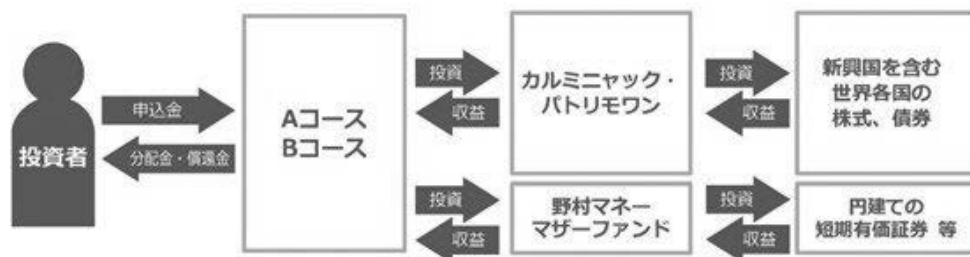 投資者
申込金
分配金・償還金
Aコース
Bコース
投資
収益
カルミニャック・
パトリモワン
投資
収益
新興国を含む
世界各国の
株式、債券
投資
収益
野村マネー
マザーファンド
投資
収益
円建ての
短期有価証券 等